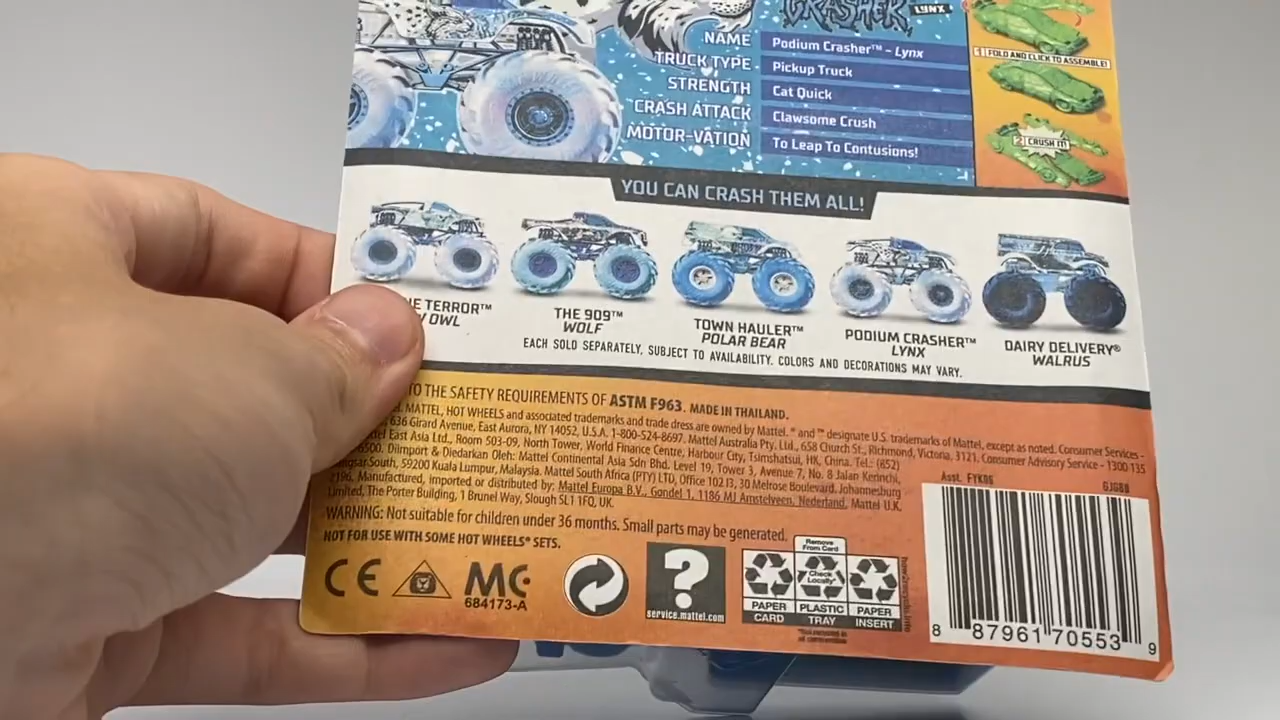 CRASHER LYNX
NAME Podium Crasher™ - Lynx
TRUCK TYPE Pickup Truck
STRENGTH Cat Quick
CRASH ATTACK Clawsome Crush
MOTOR-VATION To Leap To Contusions!
1 FOLD AND CLICK TO ASSEMBLE!
2 CRUSH IT!
YOU CAN CRASH THEM ALL!
TERROR™
OWL
THE 909™
WOLF
TOWN HAULER™
POLAR BEAR
PODIUM CRASHER™
LYNX
DAIRY DELIVERY®
WALRUS
EACH SOLD SEPARATELY, SUBJECT TO AVAILABILITY. COLORS AND DECORATIONS MAY VARY.
TO THE SAFETY REQUIREMENTS OF ASTM F963. MADE IN THAILAND.
MATTEL, HOT WHEELS and associated trademarks and trade dress are owned by Mattel. ® and ™ designate U.S. trademarks of Mattel, except as noted. Consumer Services -
636 Girard Avenue, East Aurora, NY 14052, U.S.A. 1-800-524-8697. Mattel Australia Pty. Ltd., 658 Church St., Richmond, Victoria, 3121. Consumer Advisory Service - 1300 135
East Asia Ltd., Room 503-09, North Tower, World Finance Centre, Harbour City, Tsimshatsui, HK, China. Tel.: (852)
Diimport & Diedarkan Oleh: Mattel Continental Asia Sdn Bhd. Level 19, Tower 3, Avenue 7, No. 8 Jalan Kerinchi,
South, 59200 Kuala Lumpur, Malaysia. Mattel South Africa (PTY) LTD, Office 102 I3, 30 Melrose Boulevard, Johannesburg
2196. Manufactured, imported or distributed by: Mattel Europa B.V., Gondel 1, 1186 MJ Amstelveen, Nederland. Mattel U.K.
Limited, The Porter Building, 1 Brunel Way, Slough SL1 1FQ, UK.
WARNING: Not suitable for children under 36 months. Small parts may be generated.
NOT FOR USE WITH SOME HOT WHEELS® SETS.
Asst. FYK06
GJG88
CE
MC
684173-A
?
service.mattel.com
Remove
From Card
Check
Locally*
PAPER
CARD
PLASTIC
TRAY
PAPER
INSERT
how2recycle.info
8 87961 70553 9